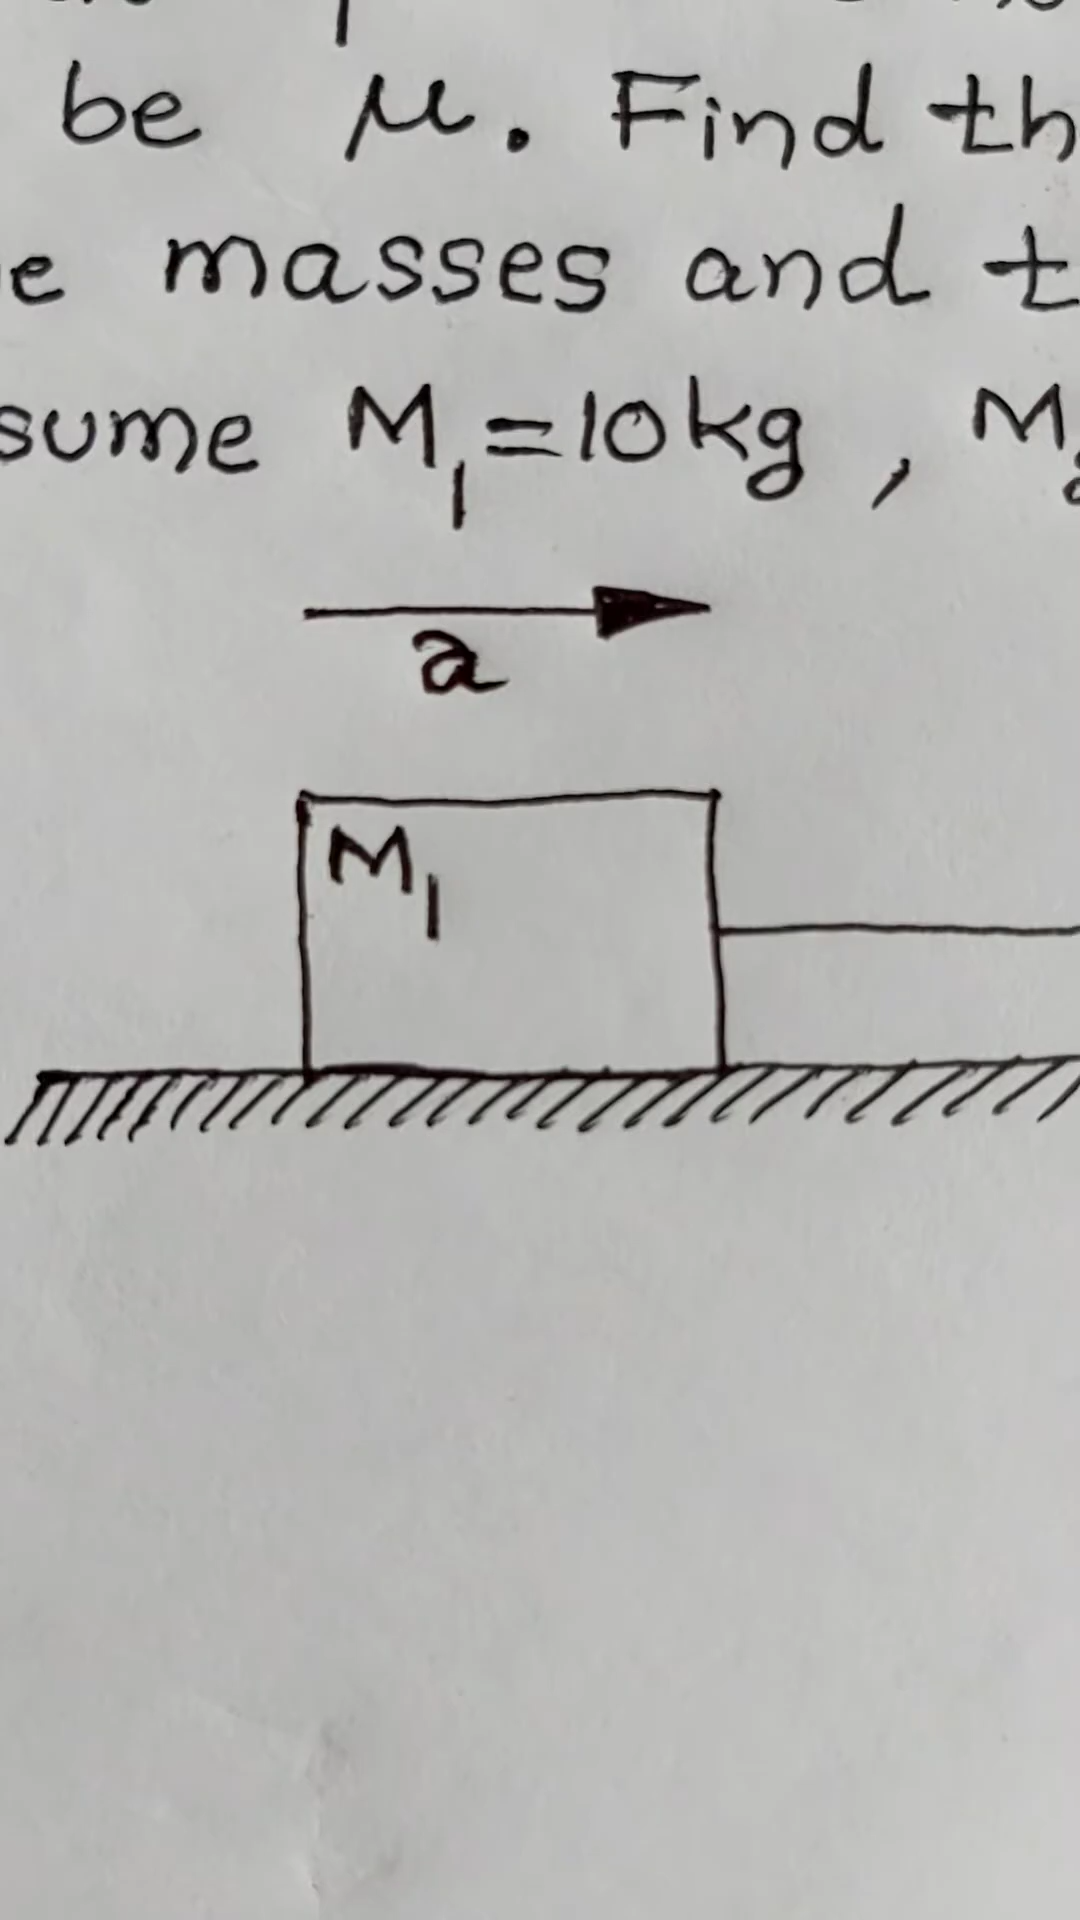 be μ. Find th
e masses and t
sume M₁=10kg, M
a
M₁